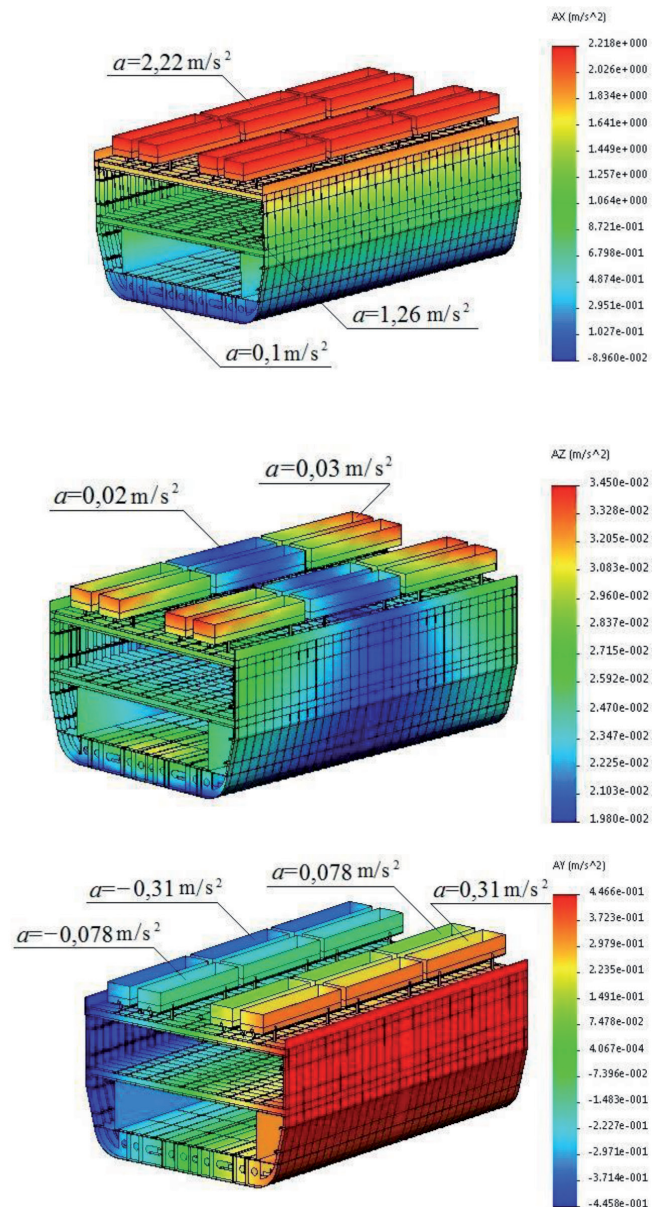 AX (m/s^2)
2.218e+000
2.026e+000
1.834e+000
1.641e+000
1.449e+000
1.257e+000
1.064e+000
8.721e-001
6.798e-001
4.874e-001
2.951e-001
1.027e-001
-8.960e-002
a=2,22 m/s²
a=1,26 m/s²
a=0,1 m/s²
AZ (m/s^2)
3.450e-002
3.328e-002
3.205e-002
3.083e-002
2.960e-002
2.837e-002
2.715e-002
2.592e-002
2.470e-002
2.347e-002
2.225e-002
2.103e-002
1.980e-002
a=0,03 m/s²
a=0,02 m/s²
AY (m/s^2)
4.466e-001
3.723e-001
2.979e-001
2.235e-001
1.491e-001
7.478e-002
4.067e-004
-7.396e-002
-1.483e-001
-2.227e-001
-2.971e-001
-3.714e-001
-4.458e-001
a=0,078 m/s²
a=−0,31 m/s²
a=0,31 m/s²
a=−0,078 m/s²